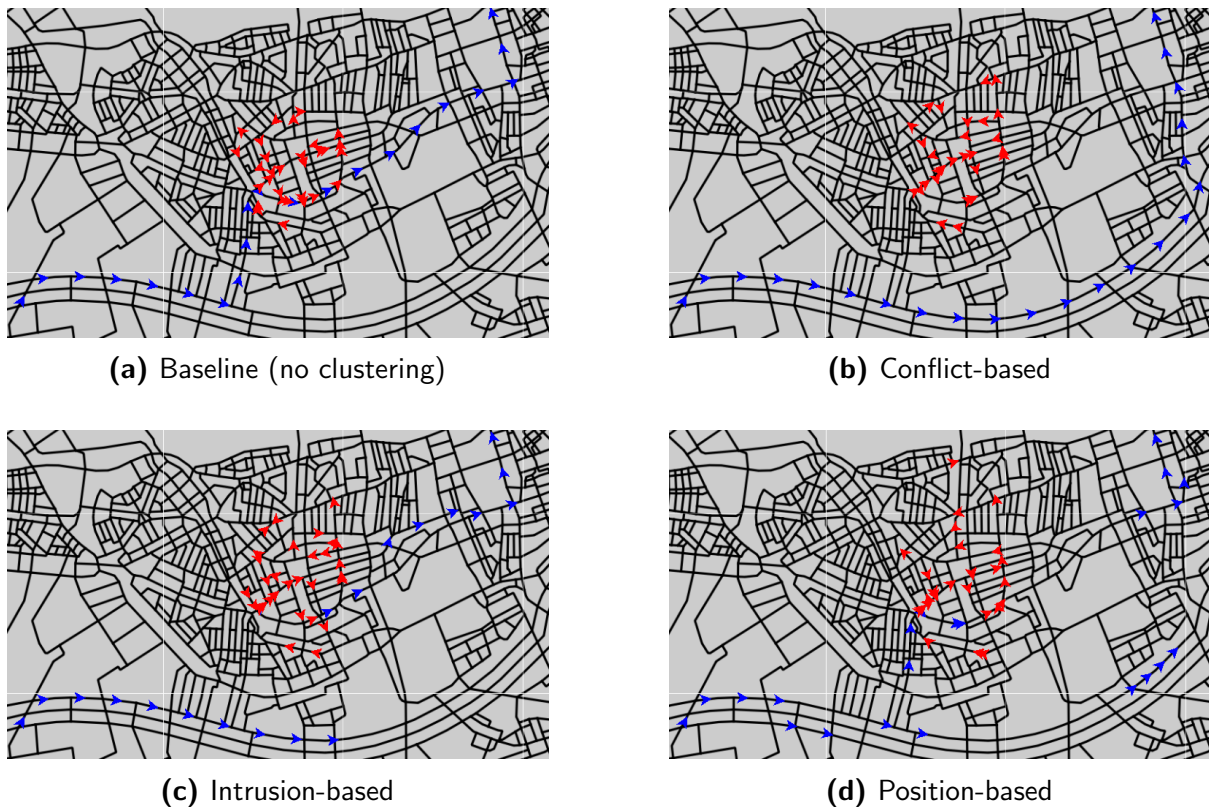 (a) Baseline (no clustering)
(b) Conflict-based
(c) Intrusion-based
(d) Position-based